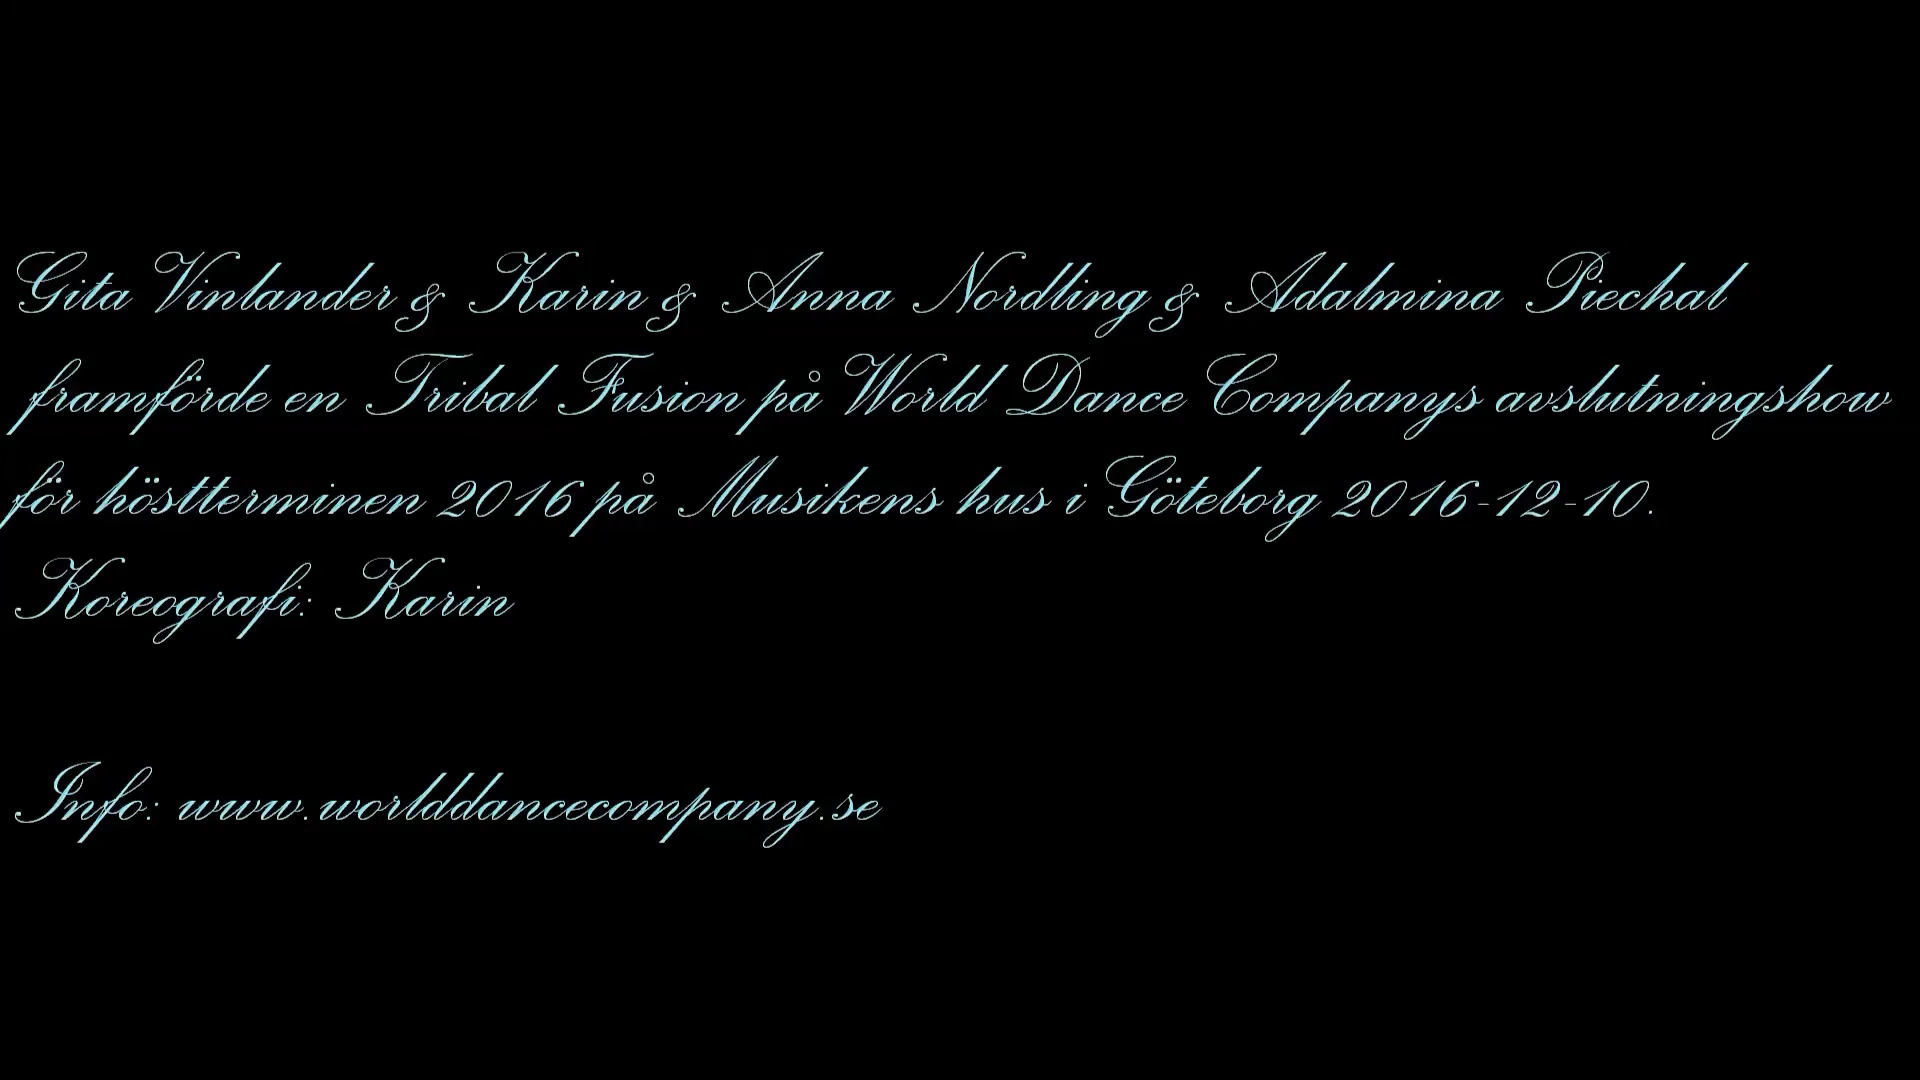 Gita Vinlander & Karin & Anna Nordling & Adalmina Piechal
framförde en Tribal Fusion på World Dance Companys avslutningshow
för höstterminen 2016 på Musikens hus i Göteborg 2016-12-10.
Koreografi: Karin
Info: www.worlddancecompany.se